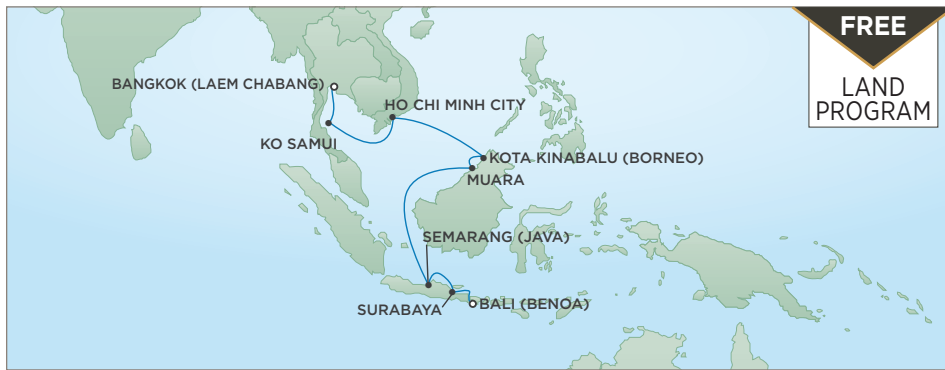 FREE
LAND
PROGRAM
BANGKOK (LAEM CHABANG)
HO CHI MINH CITY
KO SAMUI
KOTA KINABALU (BORNEO)
MUARA
SEMARANG (JAVA)
SURABAYA
BALI (BENOA)